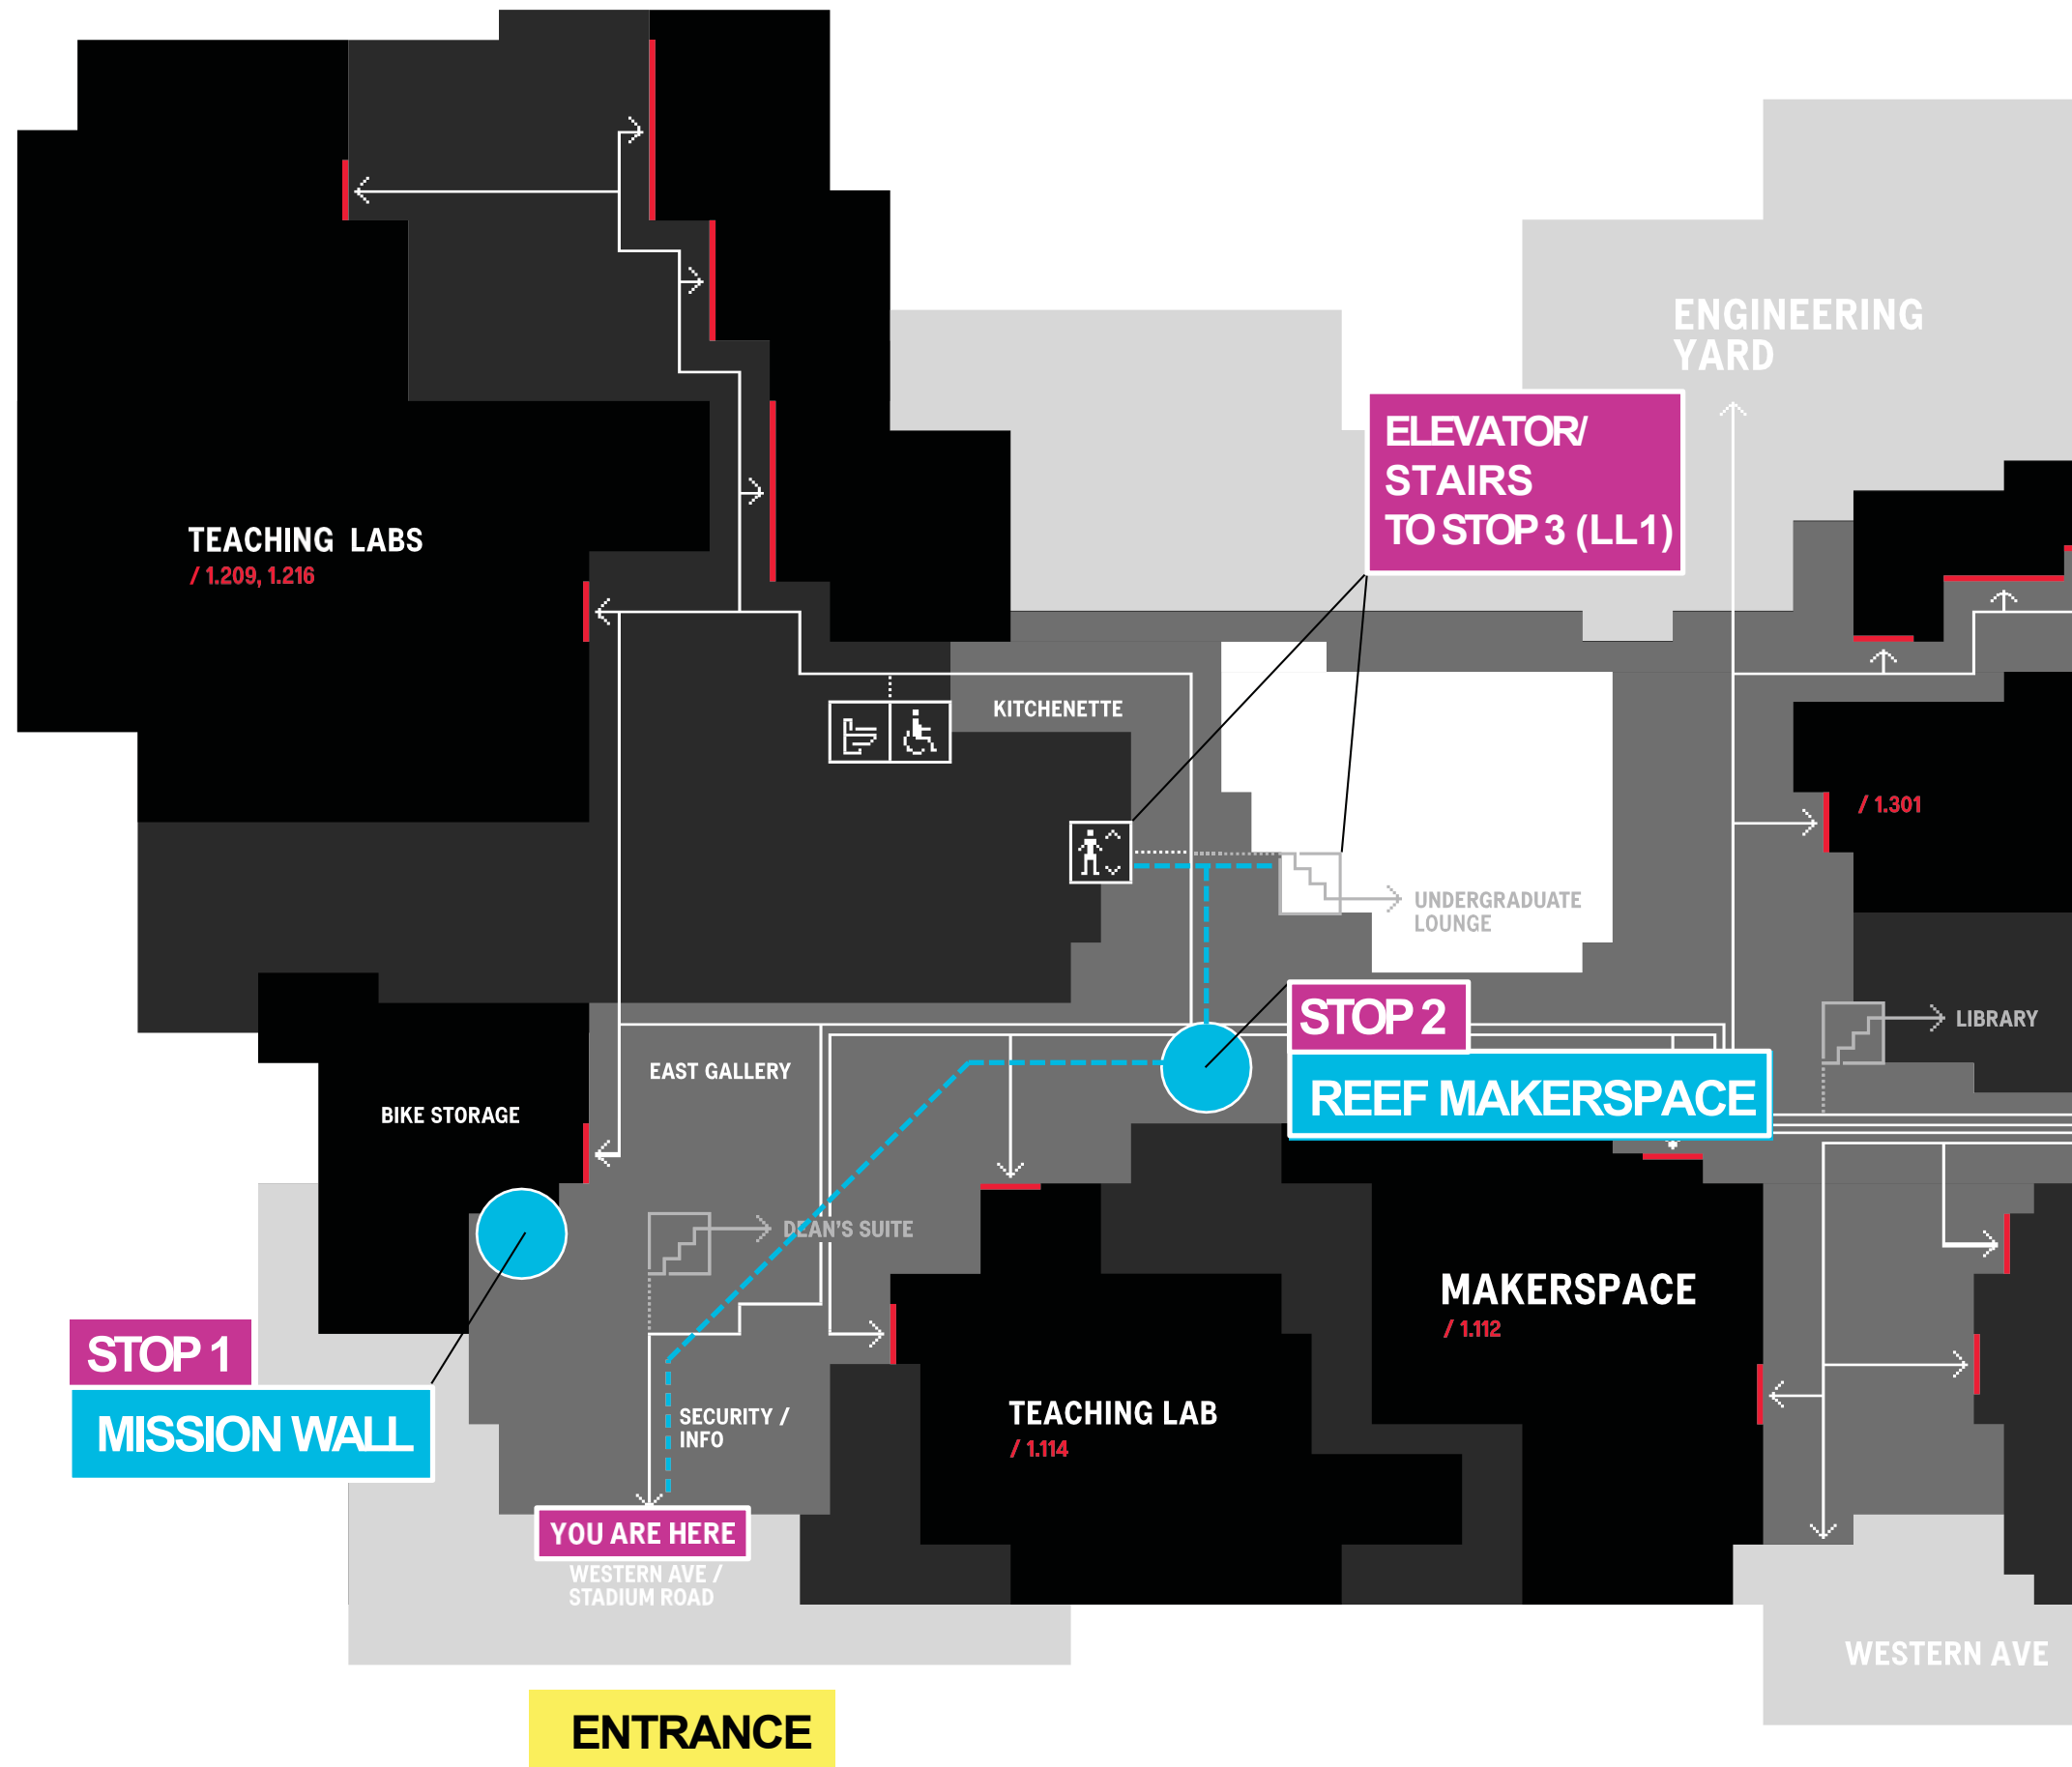 ENGINEERING
YARD
ELEVATOR/
STAIRS
TO STOP 3 (LL1)
TEACHING LABS
/ 1.209, 1.216
KITCHENETTE
/ 1.301
UNDERGRADUATE
LOUNGE
STOP 2
REEF MAKERSPACE
LIBRARY
EAST GALLERY
BIKE STORAGE
DEAN'S SUITE
MAKERSPACE
/ 1.112
STOP 1
MISSION WALL
SECURITY /
INFO
TEACHING LAB
/ 1.114
YOU ARE HERE
WESTERN AVE /
STADIUM ROAD
WESTERN AVE
ENTRANCE